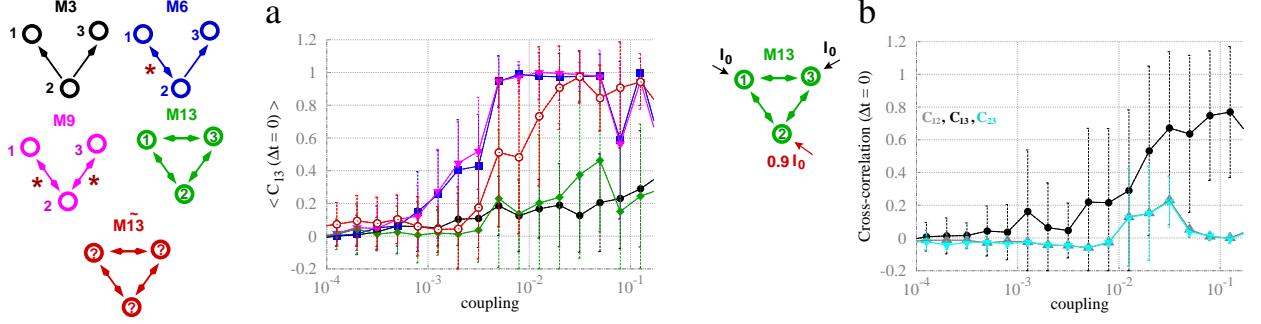 M3
1
3
2
M6
1
3
*
2
M9
1
3
*
*
2
M13
1
3
2
M1̃3
?
?
?
a
< C13 (Δt = 0) >
1.2
1
0.8
0.6
0.4
0.2
0
-0.2
10^-4
10^-3
10^-2
10^-1
coupling
I0
M13
I0
1
3
2
0.9 I0
b
Cross-correlation (Δt = 0)
1.2
1
0.8
0.6
0.4
0.2
0
-0.2
C12, C13, C23
10^-4
10^-3
10^-2
10^-1
coupling